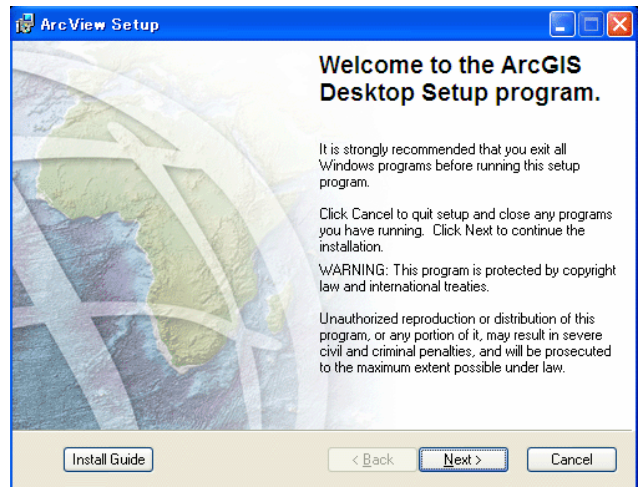 ArcView Setup
Welcome to the ArcGIS
Desktop Setup program.
It is strongly recommended that you exit all
Windows programs before running this setup
program.
Click Cancel to quit setup and close any programs
you have running.  Click Next to continue the
installation.
WARNING: This program is protected by copyright
law and international treaties.
Unauthorized reproduction or distribution of this
program, or any portion of it, may result in severe
civil and criminal penalties, and will be prosecuted
to the maximum extent possible under law.
Install Guide
< Back
Next >
Cancel